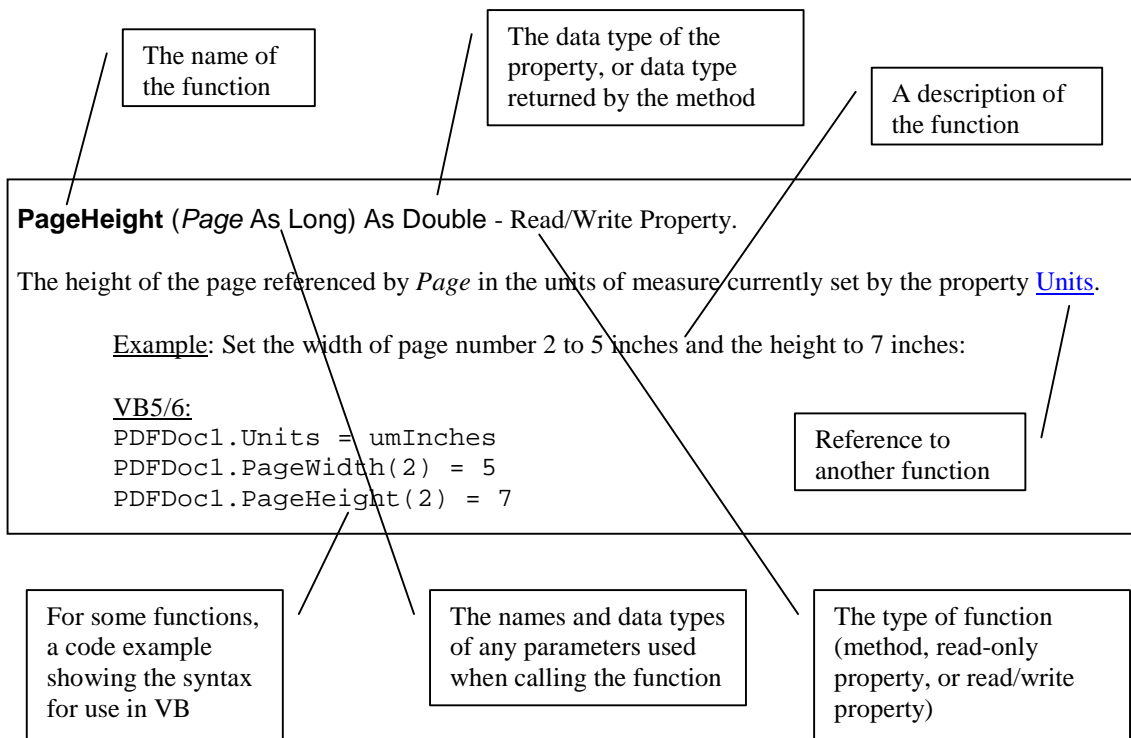 The name of
the function
The data type of the
property, or data type
returned by the method
A description of
the function
PageHeight (Page As Long) As Double - Read/Write Property.
The height of the page referenced by Page in the units of measure currently set by the property Units.
Example: Set the width of page number 2 to 5 inches and the height to 7 inches:
VB5/6:
PDFDoc1.Units = umInches
PDFDoc1.PageWidth(2) = 5
PDFDoc1.PageHeight(2) = 7
Reference to
another function
For some functions,
a code example
showing the syntax
for use in VB
The names and data types
of any parameters used
when calling the function
The type of function
(method, read-only
property, or read/write
property)